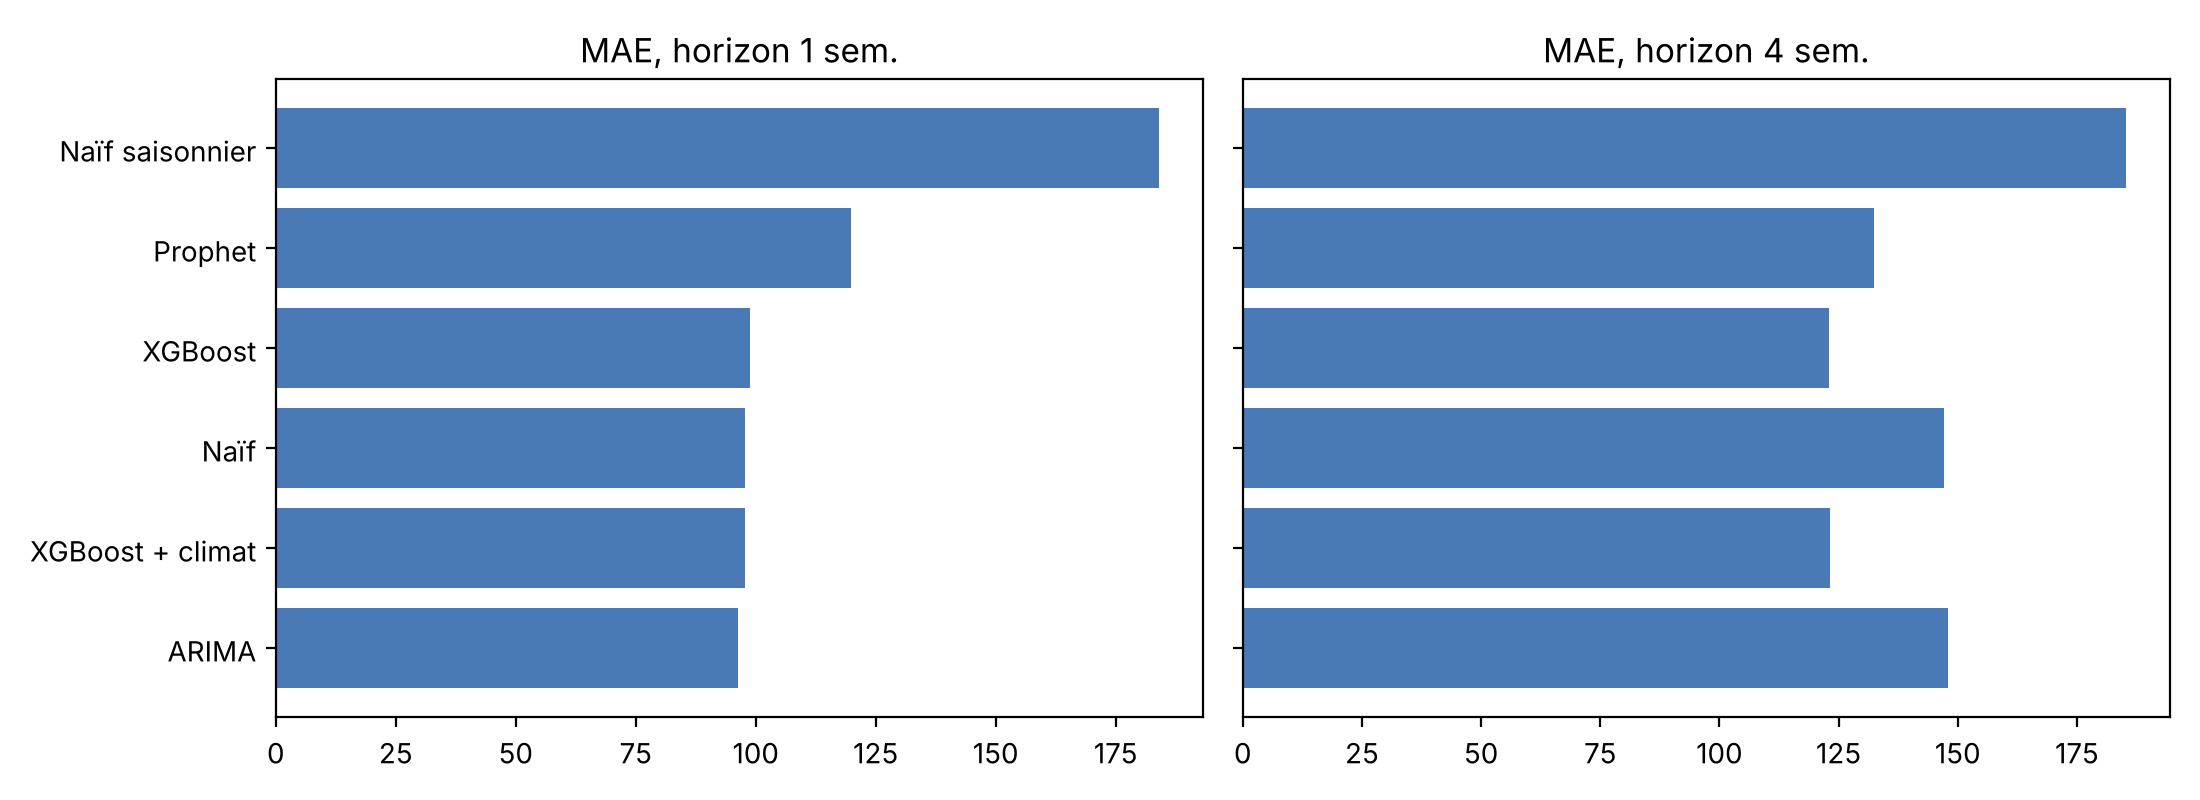 MAE, horizon 1 sem.
Naïf saisonnier
Prophet
XGBoost
Naïf
XGBoost + climat
ARIMA
0 25 50 75 100 125 150 175
MAE, horizon 4 sem.
0 25 50 75 100 125 150 175